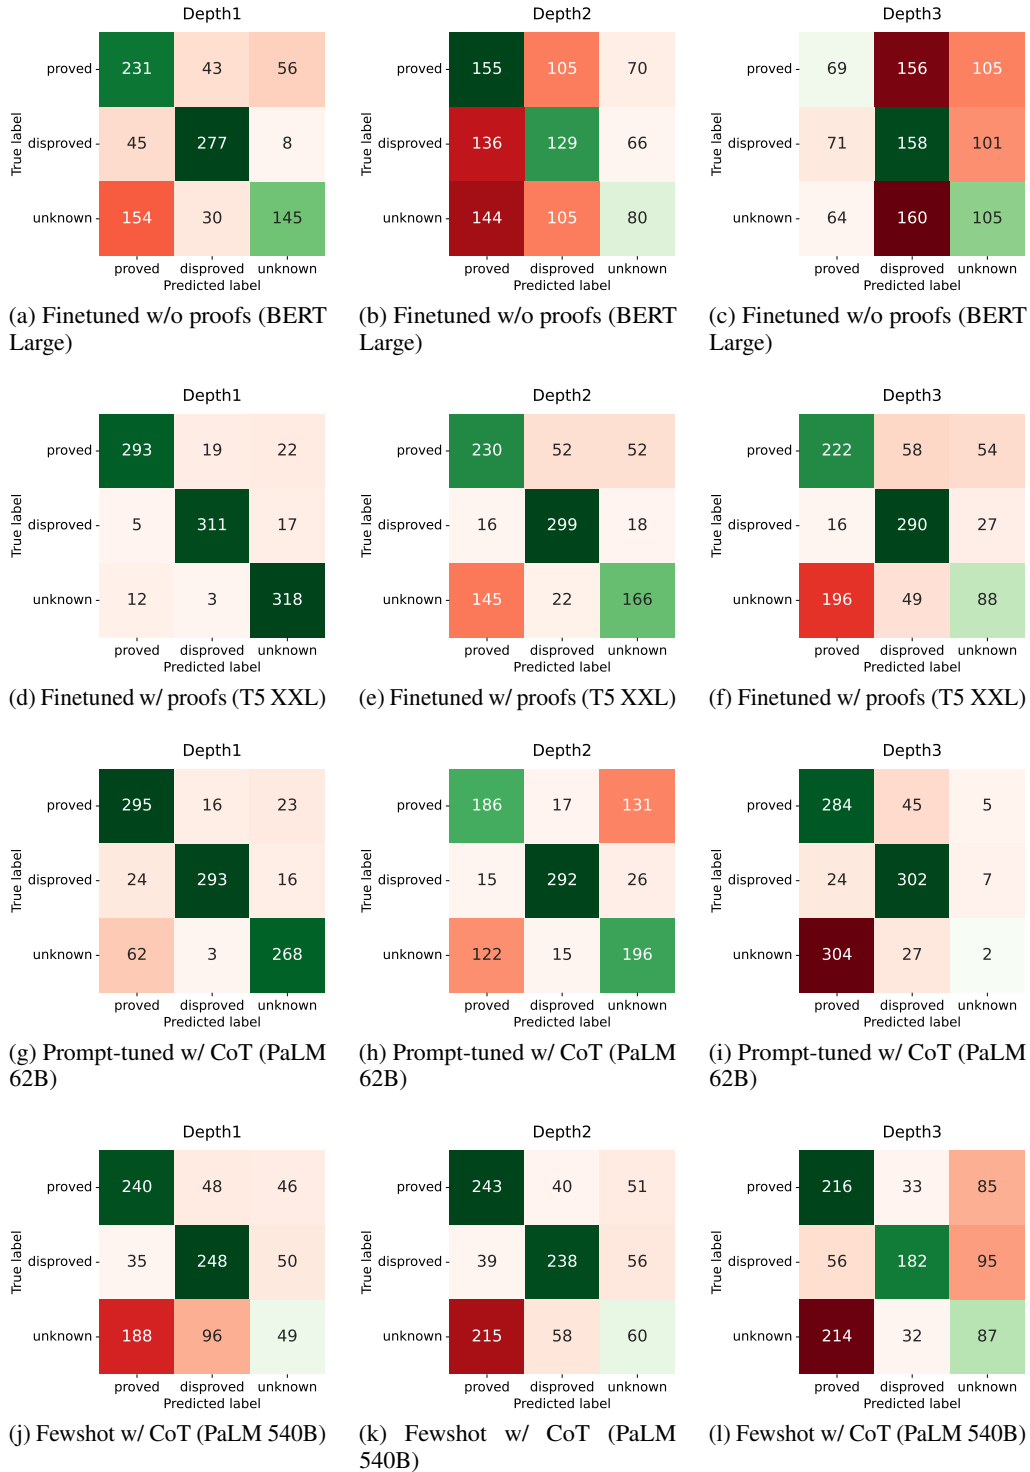 Depth1
Depth2
Depth3
True label
proved
231 43 56
disproved
45 277 8
unknown
154 30 145
proved disproved unknown
Predicted label
proved
155 105 70
disproved
136 129 66
unknown
144 105 80
proved disproved unknown
Predicted label
True label
proved
69 156 105
disproved
71 158 101
unknown
64 160 105
proved disproved unknown
Predicted label
True label
(a) Finetuned w/o proofs (BERT
Large)
(b) Finetuned w/o proofs (BERT
Large)
(c) Finetuned w/o proofs (BERT
Large)
Depth1
Depth2
Depth3
True label
proved
293 19 22
disproved
5 311 17
unknown
12 3 318
proved disproved unknown
Predicted label
True label
proved
230 52 52
disproved
16 299 18
unknown
145 22 166
proved disproved unknown
Predicted label
True label
proved
222 58 54
disproved
16 290 27
unknown
196 49 88
proved disproved unknown
Predicted label
(d) Finetuned w/ proofs (T5 XXL)
(e) Finetuned w/ proofs (T5 XXL)
(f) Finetuned w/ proofs (T5 XXL)
Depth1
Depth2
Depth3
True label
proved
295 16 23
disproved
24 293 16
unknown
62 3 268
proved disproved unknown
Predicted label
True label
proved
186 17 131
disproved
15 292 26
unknown
122 15 196
proved disproved unknown
Predicted label
True label
proved
284 45 5
disproved
24 302 7
unknown
304 27 2
proved disproved unknown
Predicted label
(g) Prompt-tuned w/ CoT (PaLM
62B)
(h) Prompt-tuned w/ CoT (PaLM
62B)
(i) Prompt-tuned w/ CoT (PaLM
62B)
Depth1
Depth2
Depth3
True label
proved
240 48 46
disproved
35 248 50
unknown
188 96 49
proved disproved unknown
Predicted label
True label
proved
243 40 51
disproved
39 238 56
unknown
215 58 60
proved disproved unknown
Predicted label
True label
proved
216 33 85
disproved
56 182 95
unknown
214 32 87
proved disproved unknown
Predicted label
(j) Fewshot w/ CoT (PaLM 540B)
(k) Fewshot w/ CoT (PaLM
540B)
(l) Fewshot w/ CoT (PaLM 540B)